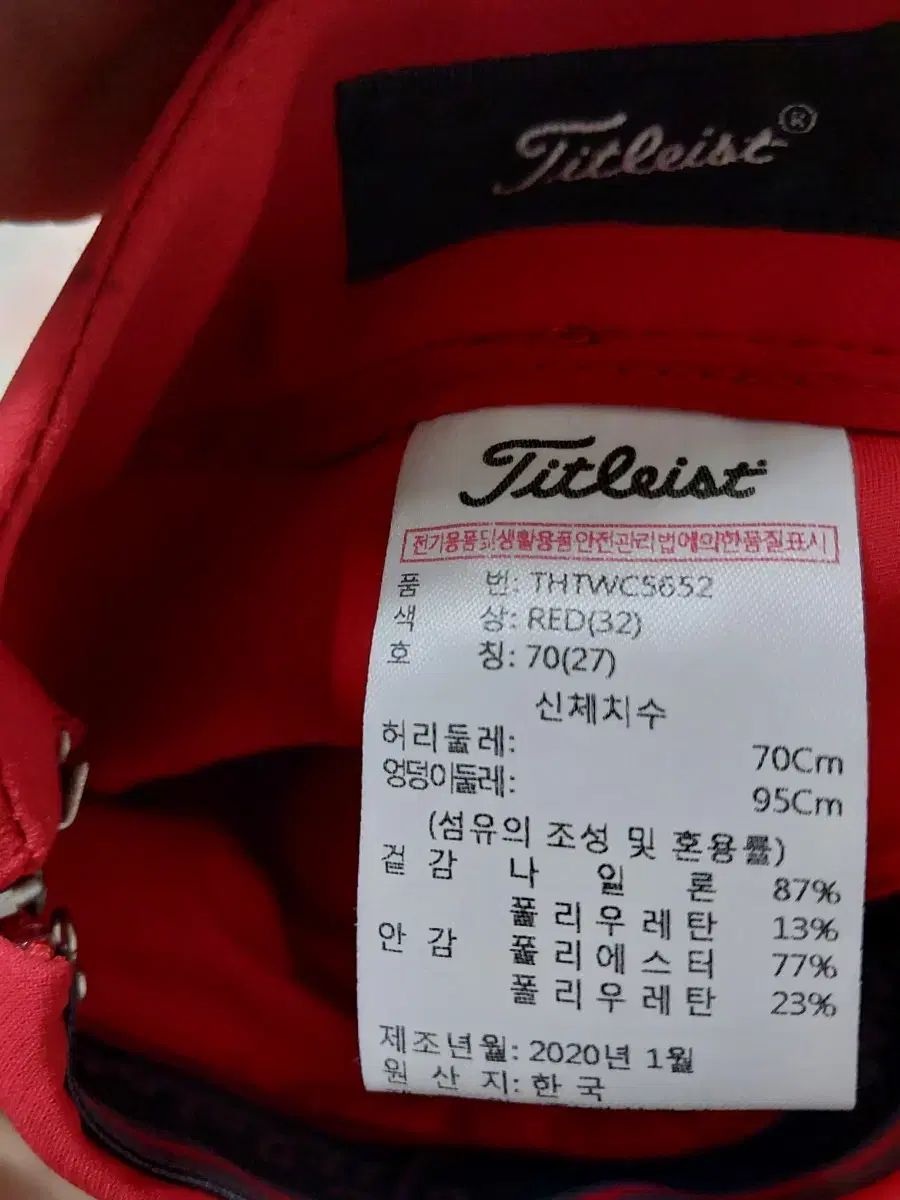 Titleist®
Titleist
전기용품및생활용품안전관리법에의한품질표시
품 번: THTWCS652
색 상: RED(32)
호 칭: 70(27)
신체치수
허리둘레: 70Cm
엉덩이둘레: 95Cm
(섬유의 조성 및 혼용률)
겉 감 나 일 론 87%
폴 리 우 레 탄 13%
안 감 폴 리 에 스 터 77%
폴 리 우 레 탄 23%
제조년월: 2020년 1월
원 산 지: 한 국